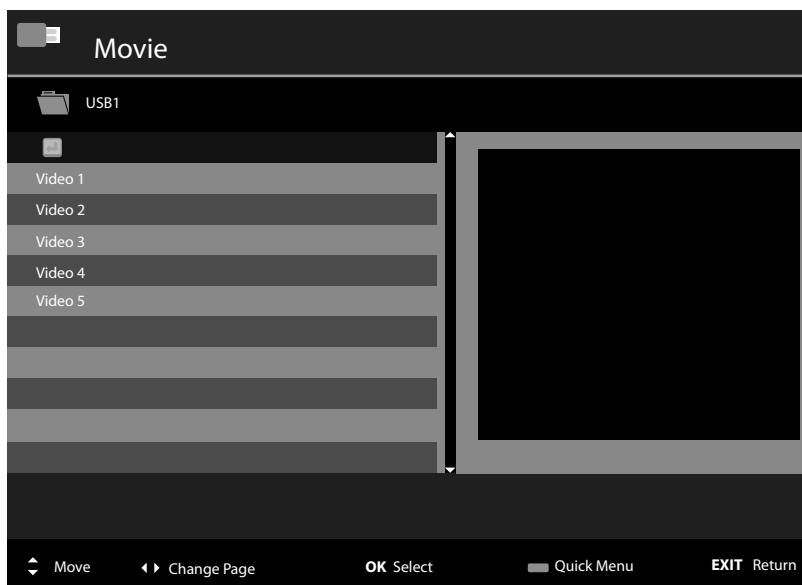 Movie
USB1
Video 1
Video 2
Video 3
Video 4
Video 5
Move Change Page OK Select Quick Menu EXIT Return